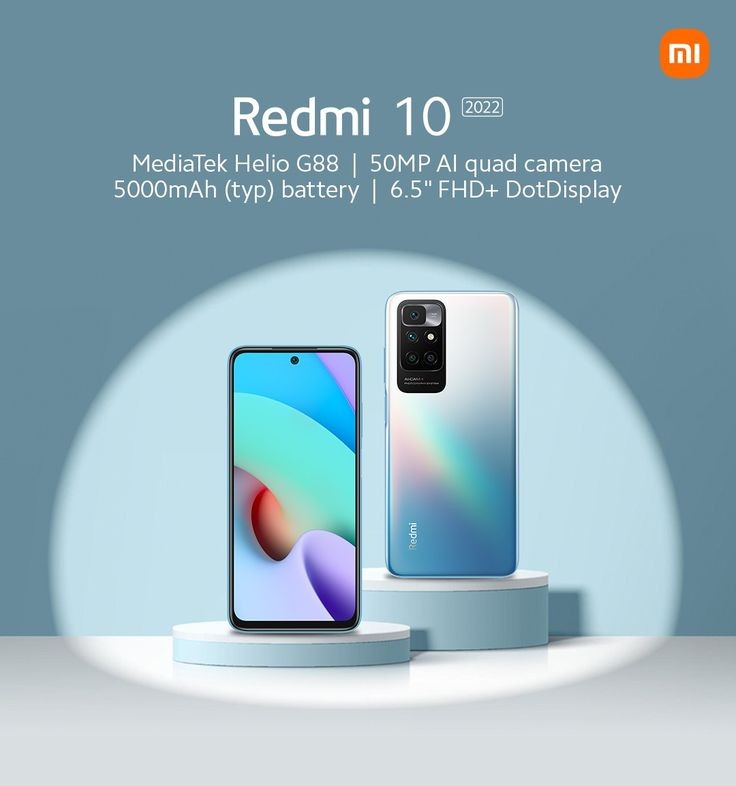 mi
Redmi 10 2022
MediaTek Helio G88 | 50MP AI quad camera
5000mAh (typ) battery | 6.5" FHD+ DotDisplay
Redmi